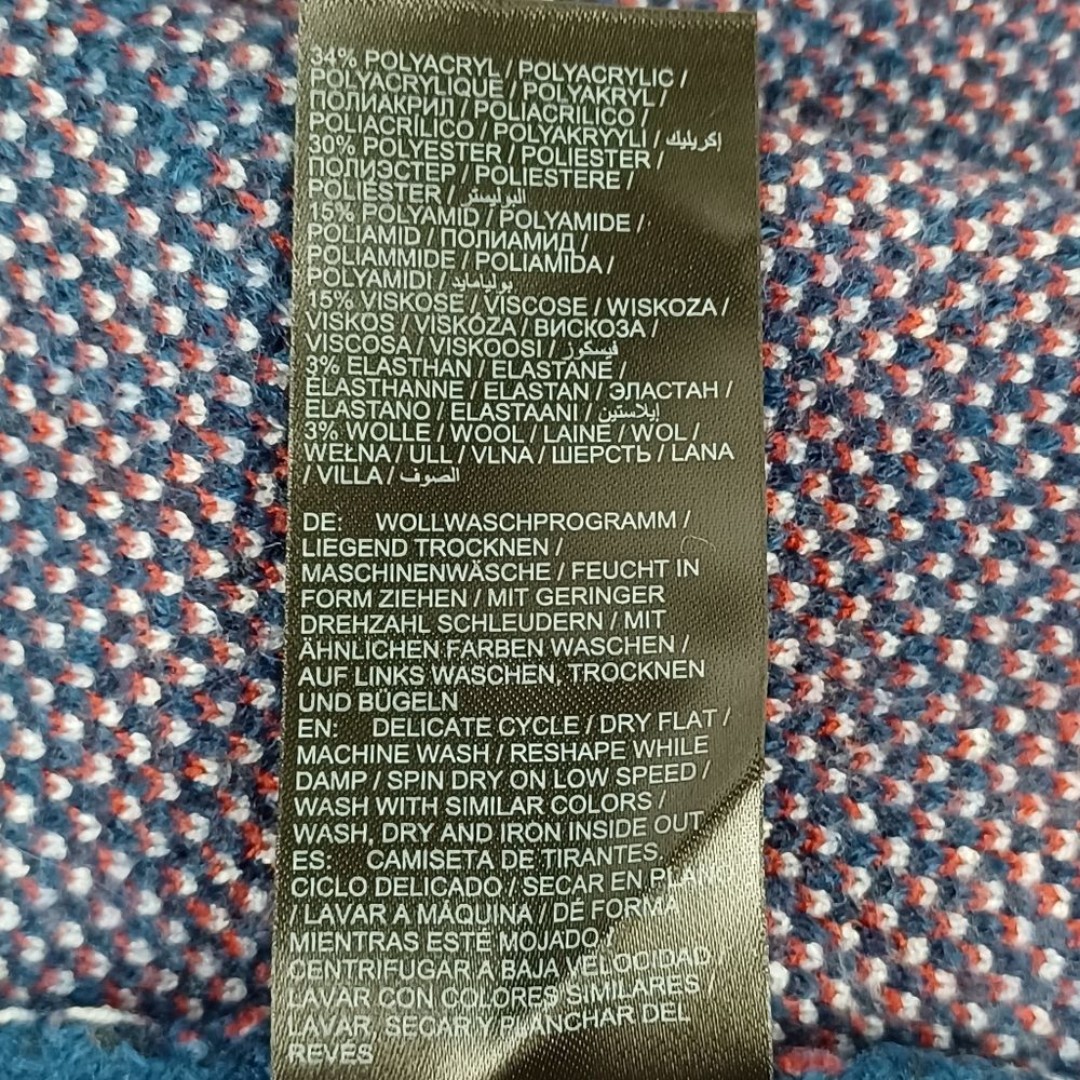 34% POLYACRYL / POLYACRYLIC /
POLYACRYLIQUE / POLYAKRYL /
ПОЛИАКРИЛ / POLIACRILICO /
POLIACRÍLICO / POLYAKRYYLI / إكريليك
30% POLYESTER / POLIESTER /
ПОЛИЭСТЕР / POLIESTERE /
POLIÉSTER / البوليستر
15% POLYAMID / POLYAMIDE /
POLIAMID / ПОЛИАМИД /
POLIAMMIDE / POLIAMIDA /
POLYAMIDI / بوليامايد
15% VISKOSE / VISCOSE / WISKOZA /
VISKOS / VISKÓZA / ВИСКОЗА /
VISCOSA / VISKOOSI / فيسكوز
3% ELASTHAN / ELASTANE /
ÉLASTHANNE / ELASTAN / ЭЛАСТАН /
ELASTANO / ELASTAANI / إيلاستين
3% WOLLE / WOOL / LAINE / WOL /
WEŁNA / ULL / VLNA / ШЕРСТЬ / LANA
/ VILLA / الصوف
DE: WOLLWASCHPROGRAMM /
LIEGEND TROCKNEN /
MASCHINENWÄSCHE / FEUCHT IN
FORM ZIEHEN / MIT GERINGER
DREHZAHL SCHLEUDERN / MIT
ÄHNLICHEN FARBEN WASCHEN /
AUF LINKS WASCHEN, TROCKNEN
UND BÜGELN
EN: DELICATE CYCLE / DRY FLAT /
MACHINE WASH / RESHAPE WHILE
DAMP / SPIN DRY ON LOW SPEED /
WASH WITH SIMILAR COLORS /
WASH, DRY AND IRON INSIDE OUT
ES: CAMISETA DE TIRANTES,
CICLO DELICADO / SECAR EN PLANO
/ LAVAR A MÁQUINA / DÉ FORMA
MIENTRAS ESTÉ MOJADO /
CENTRIFUGAR A BAJA VELOCIDAD
LAVAR CON COLORES SIMILARES
LAVAR, SECAR Y PLANCHAR DEL
REVÉS